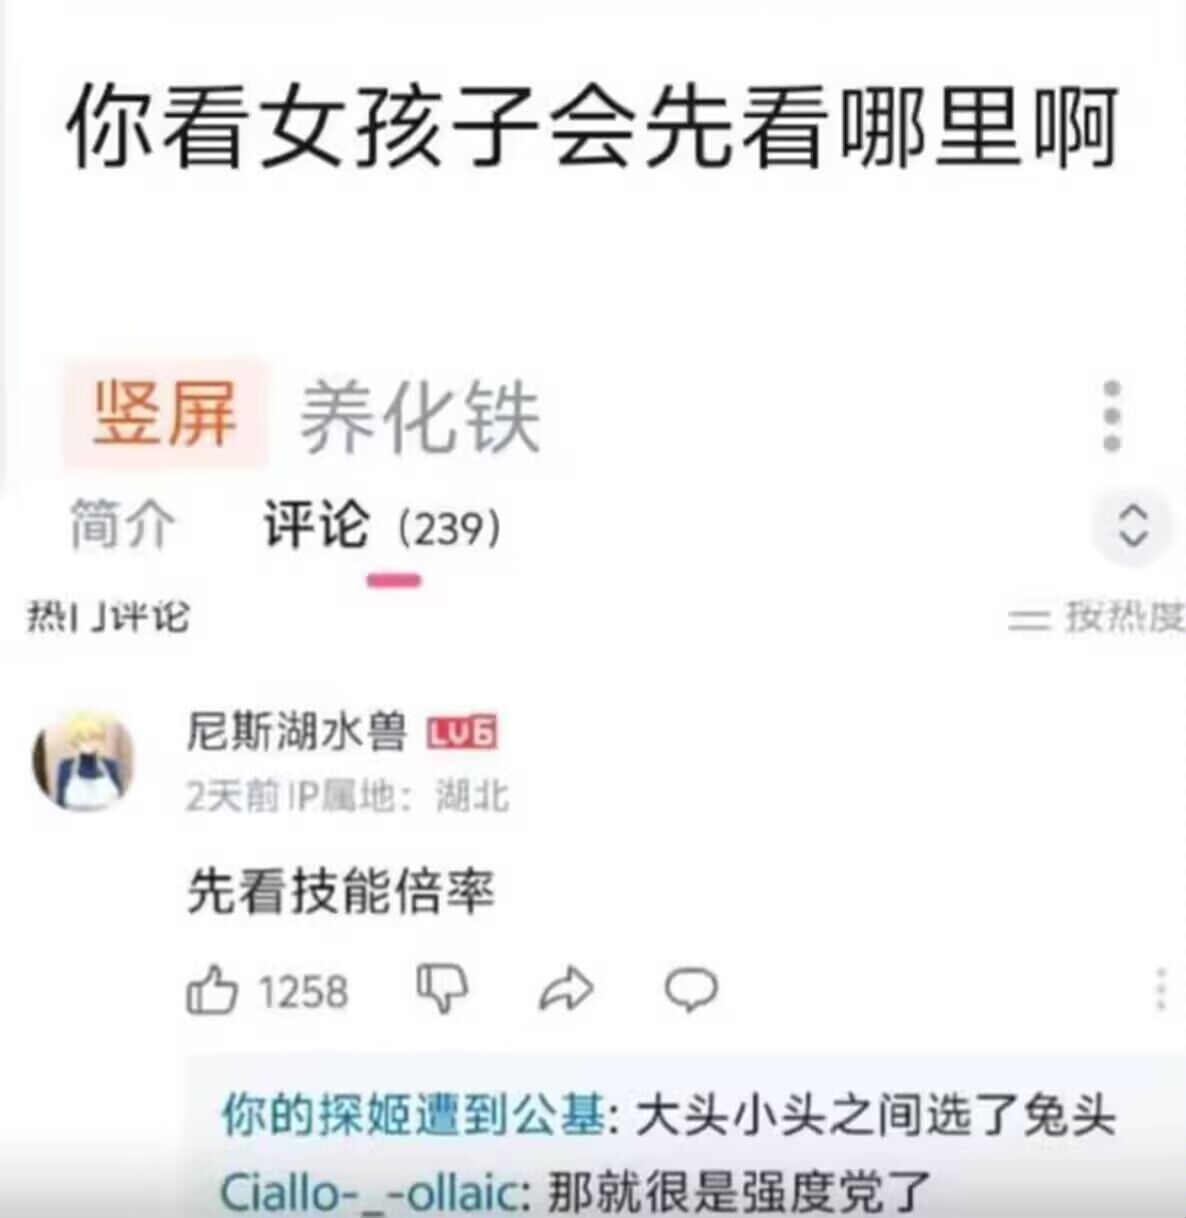 你看女孩子会先看哪里啊
竖屏 养化铁
简介 评论 (239)
热门评论 按热度
尼斯湖水兽 LV6
2天前 IP属地：湖北
先看技能倍率
1258
你的探姬遭到公基: 大头小头之间选了兔头
Ciallo-_-ollaic: 那就很是强度党了